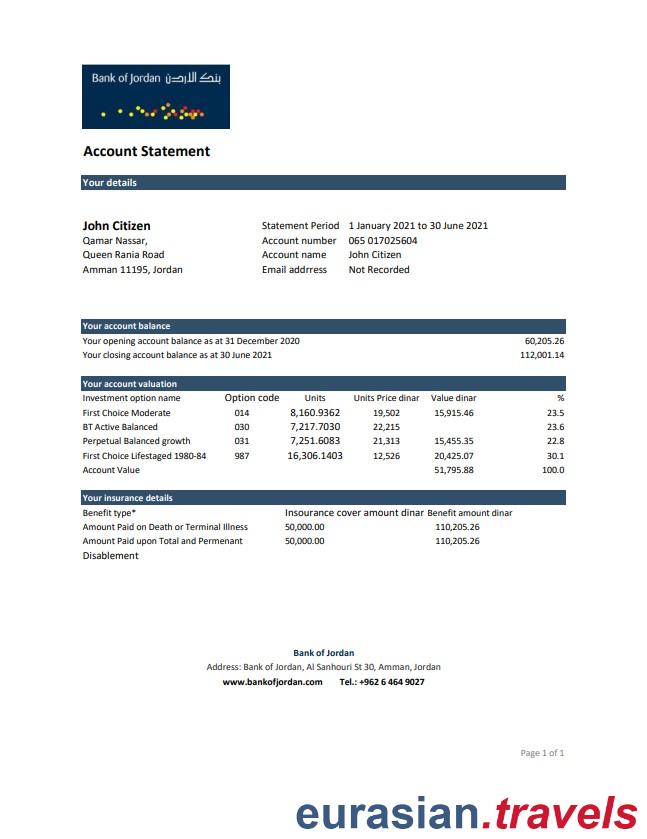 Bank of Jordan بنك الاردن
Account Statement
Your details
John Citizen Statement Period 1 January 2021 to 30 June 2021
Qamar Nassar, Account number 065 017025604
Queen Rania Road Account name John Citizen
Amman 11195, Jordan Email addrress Not Recorded
Your account balance
Your opening account balance as at 31 December 2020 60,205.26
Your closing account balance as at 30 June 2021 112,001.14
Your account valuation
Investment option name Option code Units Units Price dinar Value dinar %
First Choice Moderate 014 8,160.9362 19,502 15,915.46 23.5
BT Active Balanced 030 7,217.7030 22,215 23.6
Perpetual Balanced growth 031 7,251.6083 21,313 15,455.35 22.8
First Choice Lifestaged 1980-84 987 16,306.1403 12,526 20,425.07 30.1
Account Value 51,795.88 100.0
Your insurance details
Benefit type* Insourance cover amount dinar Benefit amount dinar
Amount Paid on Death or Terminal Illness 50,000.00 110,205.26
Amount Paid upon Total and Permenant 50,000.00 110,205.26
Disablement
Bank of Jordan
Address: Bank of Jordan, Al Sanhouri St 30, Amman, Jordan
www.bankofjordan.com Tel.: +962 6 464 9027
Page 1 of 1
eurasian.travels